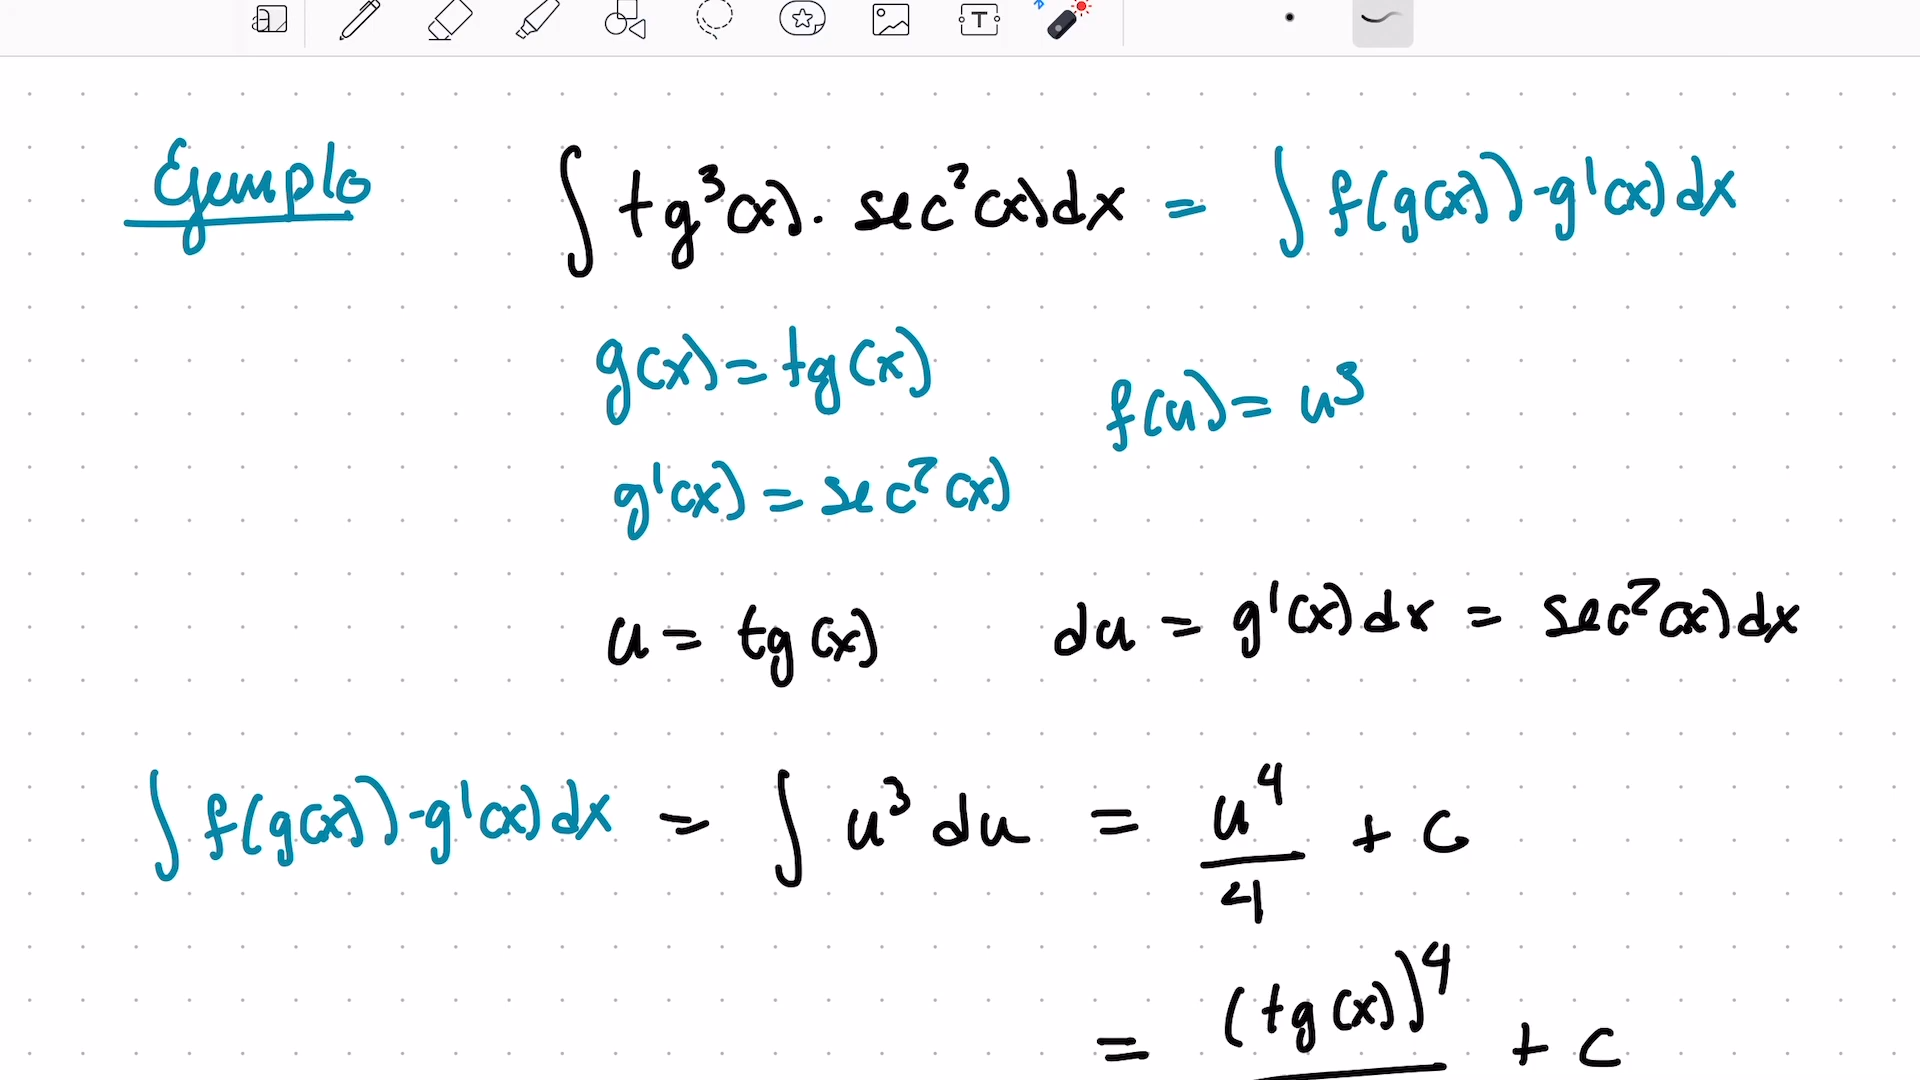 Ejemplo ∫ tg³(x) · sec²(x) dx = ∫ f(g(x)) · g'(x) dx
g(x) = tg(x) f(u) = u³
g'(x) = sec²(x)
u = tg(x) du = g'(x) dx = sec²(x) dx
∫ f(g(x)) · g'(x) dx = ∫ u³ du = u⁴/4 + c
= (tg(x))⁴ + c